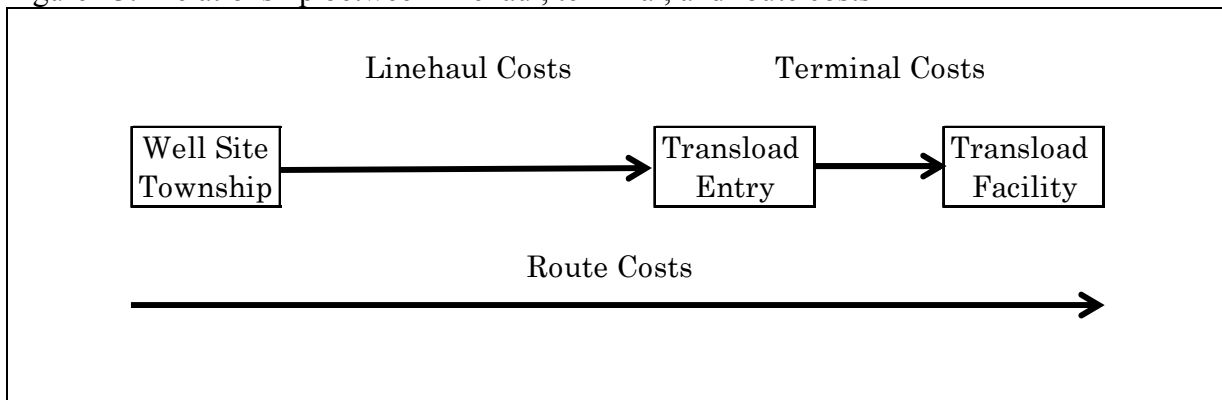 Linehaul Costs Terminal Costs
Well Site Transload Transload
Township Entry Facility
Route Costs